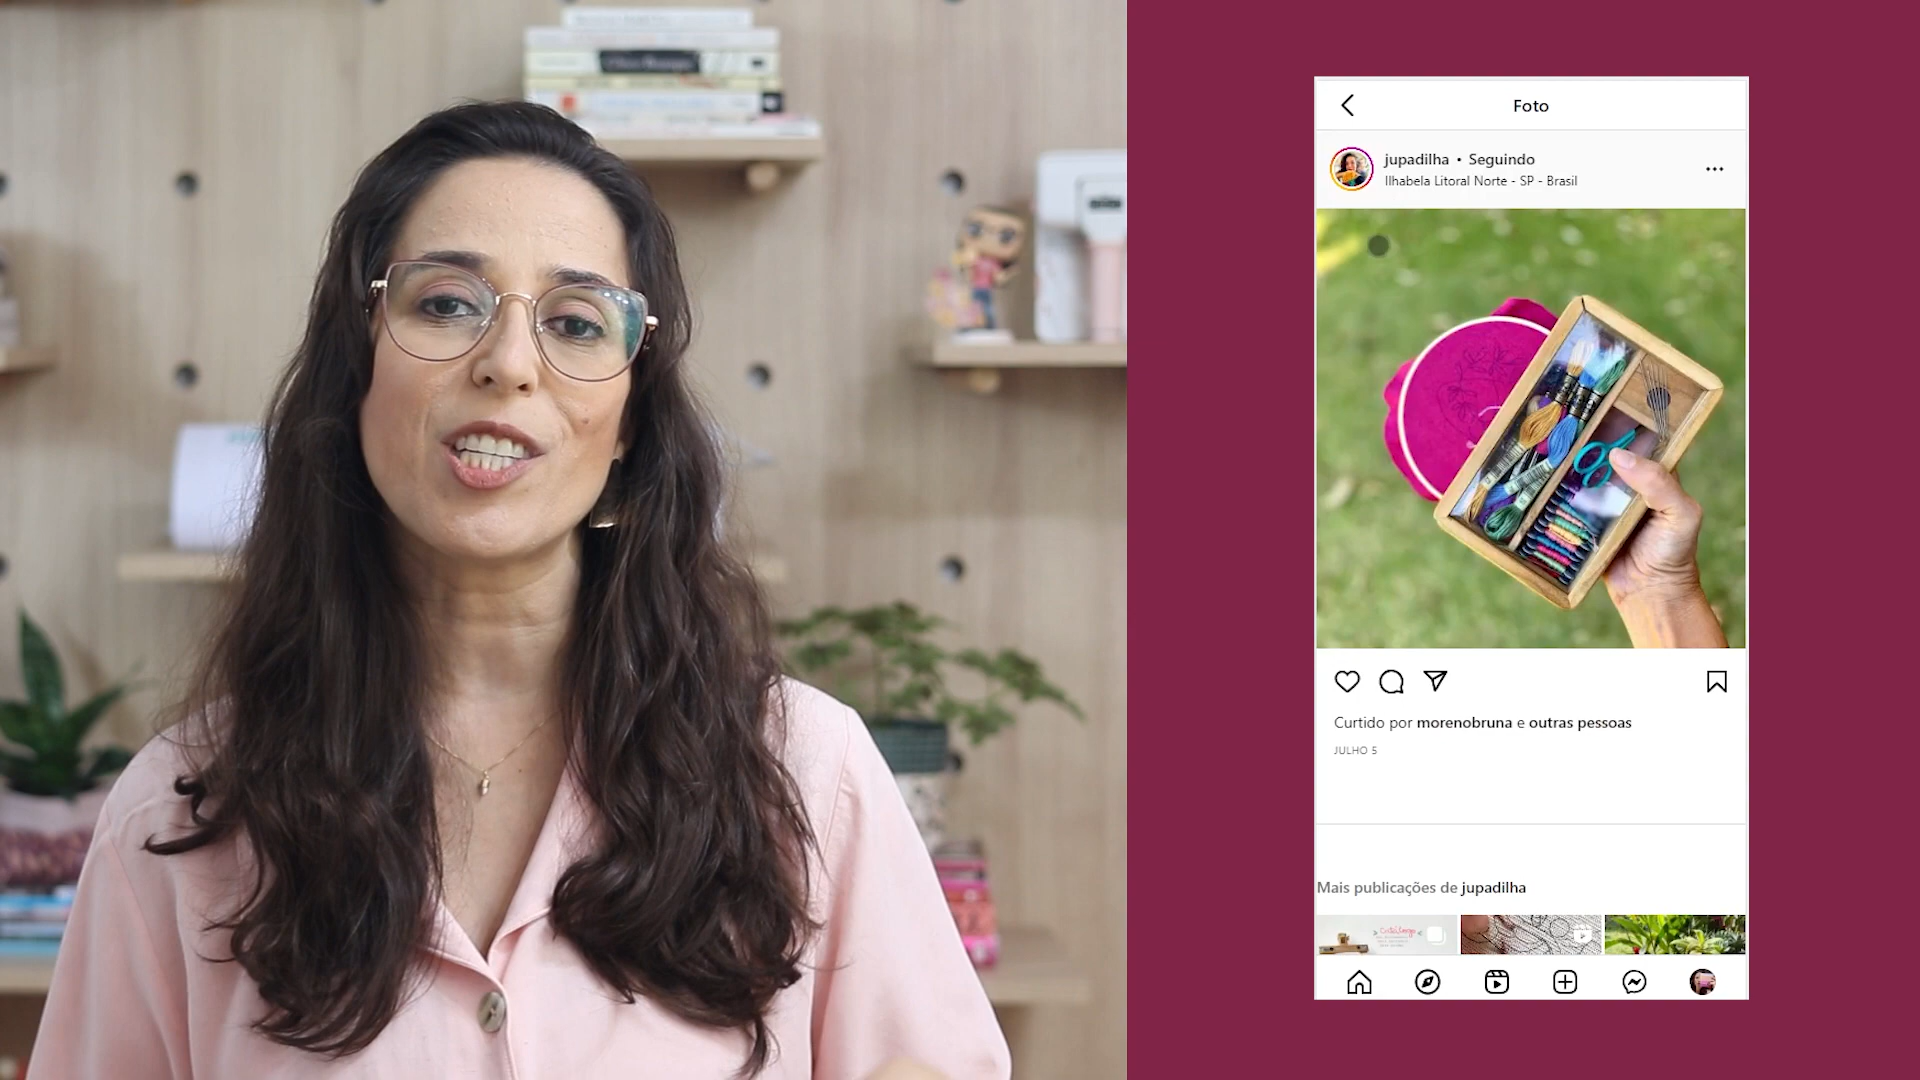 Foto
jupadilha • Seguindo
Ilhabela Litoral Norte - SP - Brasil
Curtido por morenobruna e outras pessoas
JULHO 5
Mais publicações de jupadilha